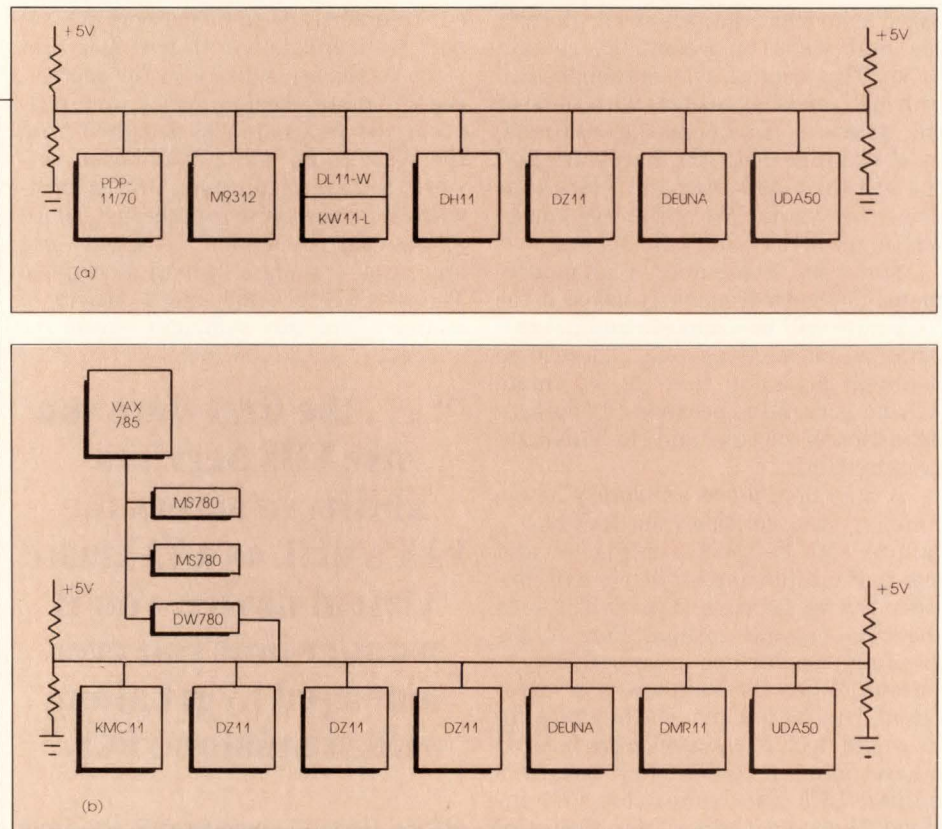 +5V +5V
PDP-11/70 M9312 DL11-W KW11-L DH11 DZ11 DEUNA UDA50
(a)
VAX 785
MS780
MS780
DW780
+5V +5V
KMC11 DZ11 DZ11 DZ11 DEUNA DMR11 UDA50
(b)